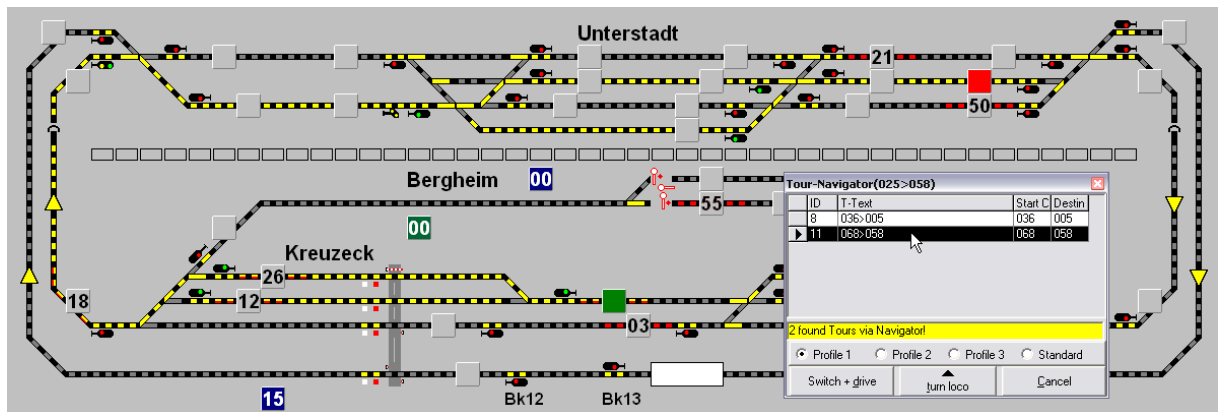 Unterstadt
21
50
Bergheim
00
55
00
Kreuzeck
26
18
12
03
15
Bk12
Bk13
Tour-Navigator(025>058)
ID T-Text Start C Destin
8 036>005 036 005
11 068>058 068 058
2 found Tours via Navigator!
Profile 1 Profile 2 Profile 3 Standard
Switch + drive turn loco Cancel